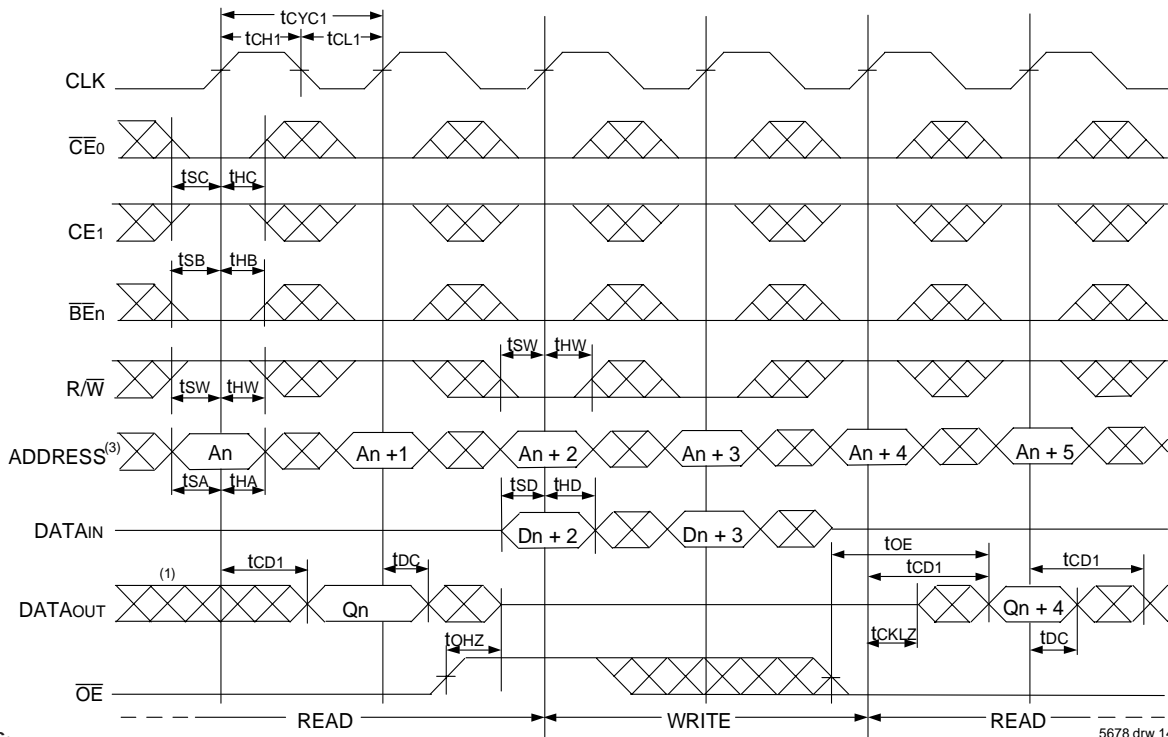 tCYC1
tCH1 tCL1
CLK
CE0
tSC tHC
CE1
tSB tHB
BEn
tSW tHW
R/W
tSW tHW
ADDRESS(3) An An +1 An + 2 An + 3 An + 4 An + 5
tSA tHA
tSD tHD
DATAIN Dn + 2 Dn + 3
tOE
tCD1 tDC tCD1 tCD1
(1)
DATAOUT Qn Qn + 4
tOHZ tCKLZ tDC
OE
READ WRITE READ
5678 drw 14